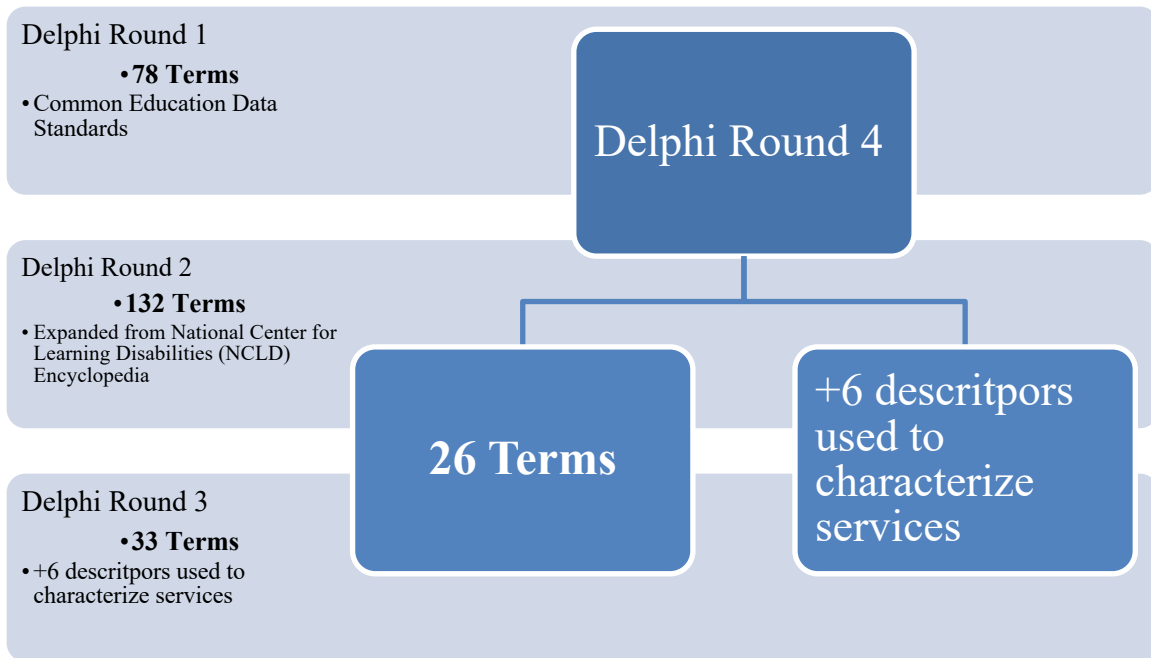 Delphi Round 1
•78 Terms
• Common Education Data
Standards
Delphi Round 2
•132 Terms
• Expanded from National Center for
Learning Disabilities (NCLD)
Encyclopedia
Delphi Round 3
•33 Terms
• +6 descritpors used to
characterize services
Delphi Round 4
26 Terms
+6 descritpors
used to
characterize
services